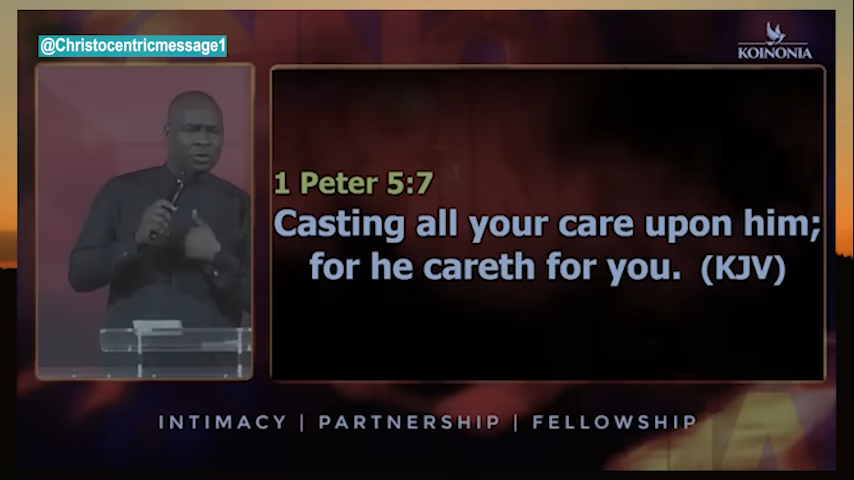 @Christocentricmessage1
KOINONIA
1 Peter 5:7
Casting all your care upon him;
for he careth for you. (KJV)
INTIMACY | PARTNERSHIP | FELLOWSHIP